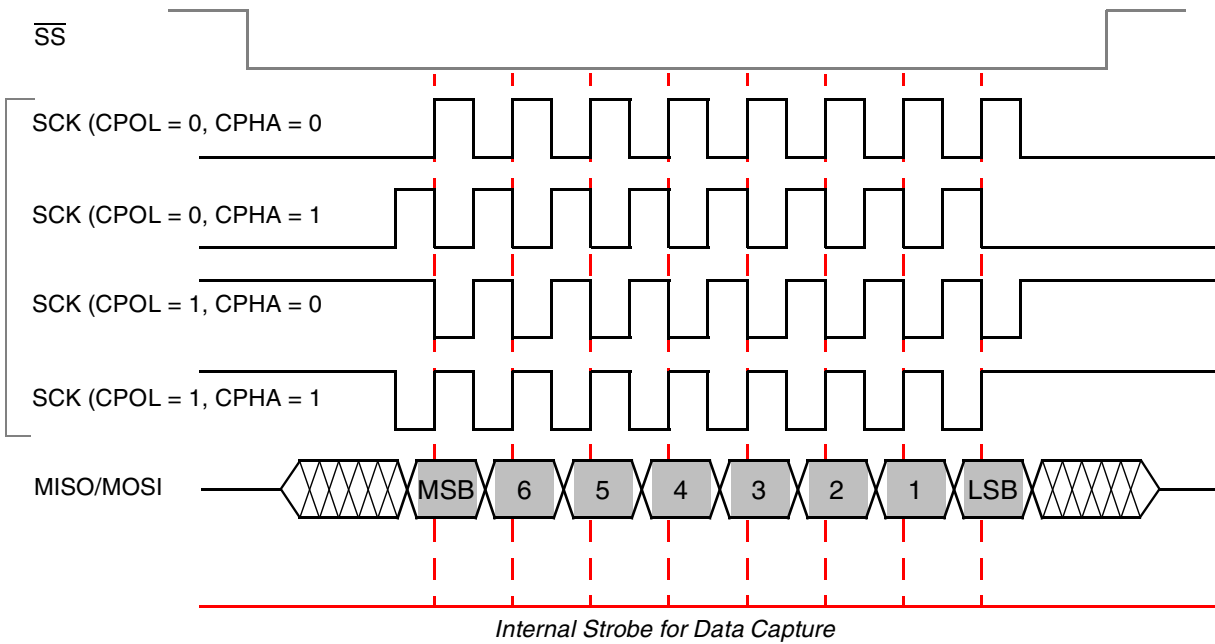 S̅S̅
SCK (CPOL = 0, CPHA = 0
SCK (CPOL = 0, CPHA = 1
SCK (CPOL = 1, CPHA = 0
SCK (CPOL = 1, CPHA = 1
MISO/MOSI MSB 6 5 4 3 2 1 LSB
Internal Strobe for Data Capture